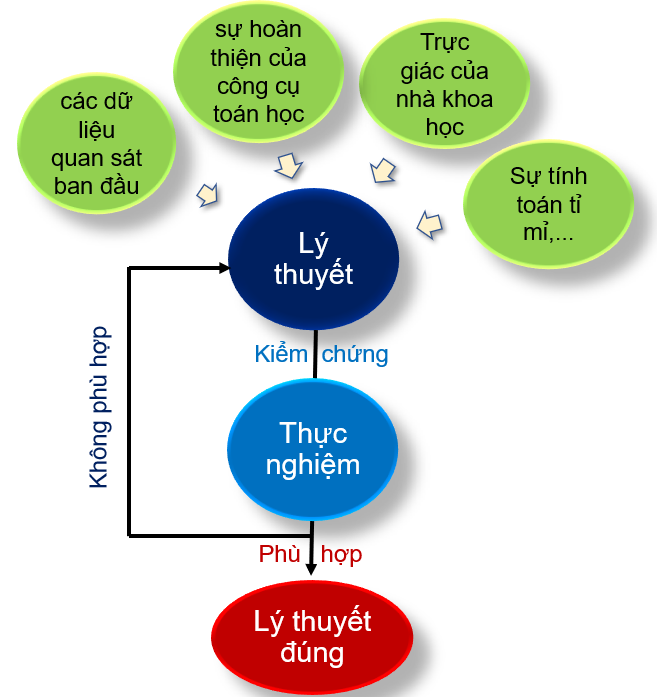 các dữ
liệu
quan sát
ban đầu
sự hoàn
thiện của
công cụ
toán học
Trực
giác của
nhà khoa
học
Sự tính
toán tỉ
mỉ,...
Lý
thuyết
Kiểm chứng
Không phù hợp
Thực
nghiệm
Phù hợp
Lý thuyết
đúng